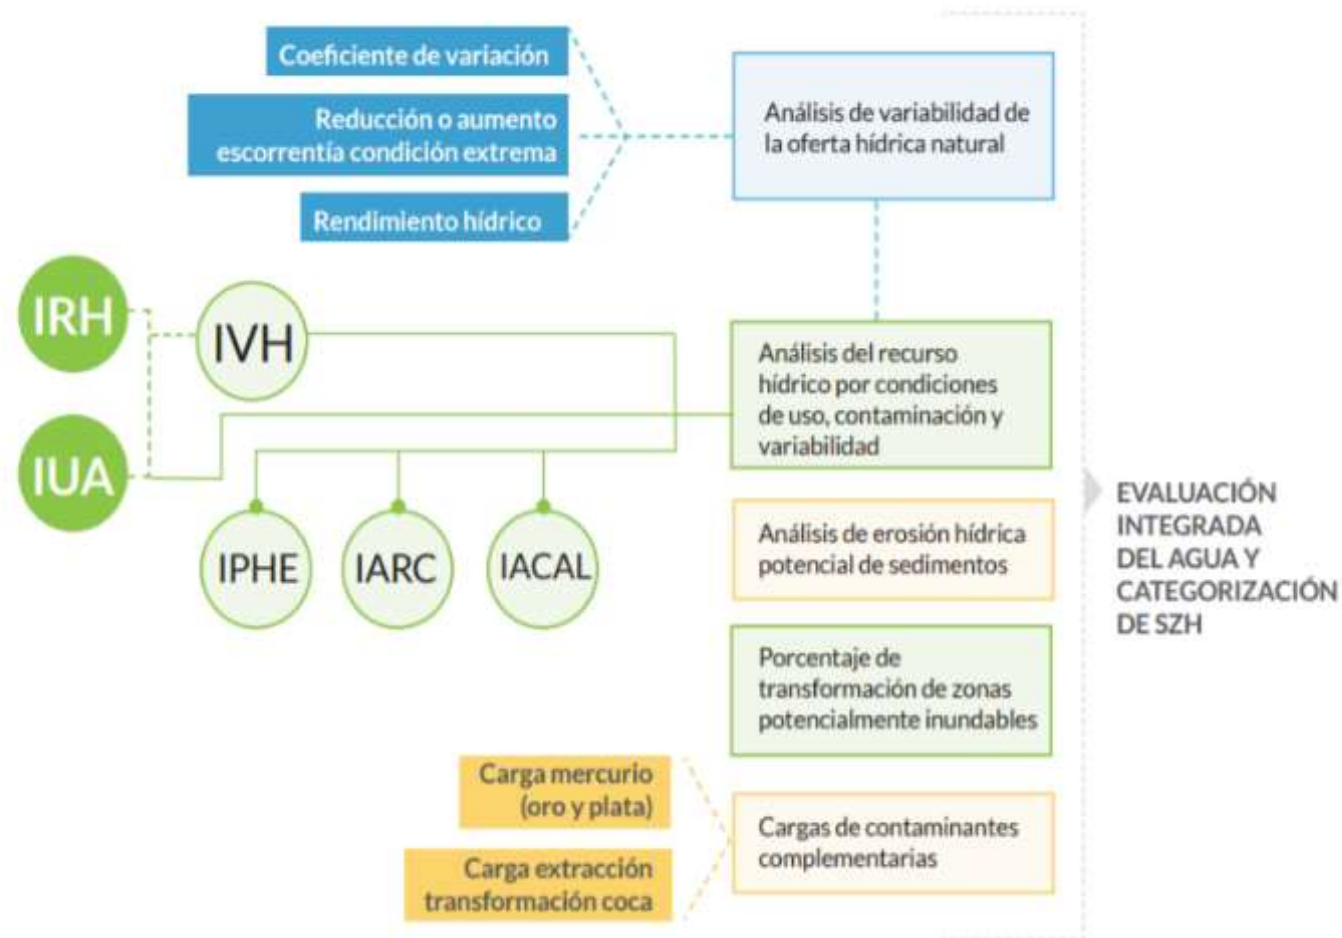 Coeficiente de variación
Reducción o aumento
escorrentía condición extrema
Rendimiento hídrico
Análisis de variabilidad de
la oferta hídrica natural
IRH
IVH
IUA
IPHE
IARC
IACAL
Análisis del recurso
hídrico por condiciones
de uso, contaminación y
variabilidad
Análisis de erosión hídrica
potencial de sedimentos
Porcentaje de
transformación de zonas
potencialmente inundables
Carga mercurio
(oro y plata)
Carga extracción
transformación coca
Cargas de contaminantes
complementarias
EVALUACIÓN
INTEGRADA
DEL AGUA Y
CATEGORIZACIÓN
DE SZH